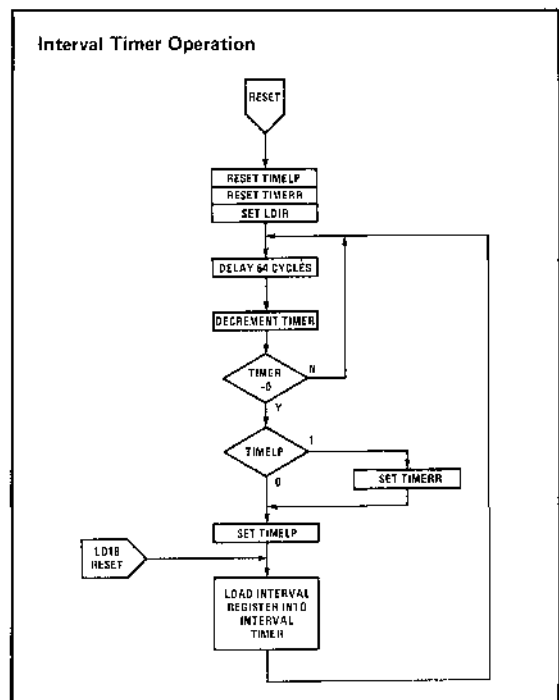 Interval Timer Operation
RESET
RESET TIMELP
RESET TIMERR
SET LDIR
DELAY 64 CYCLES
DECREMENT TIMER
TIMER
-0
N
Y
TIMELP
1
0
SET TIMERR
SET TIMELP
RESET
LOAD INTERVAL
REGISTER INTO
INTERVAL
TIMER